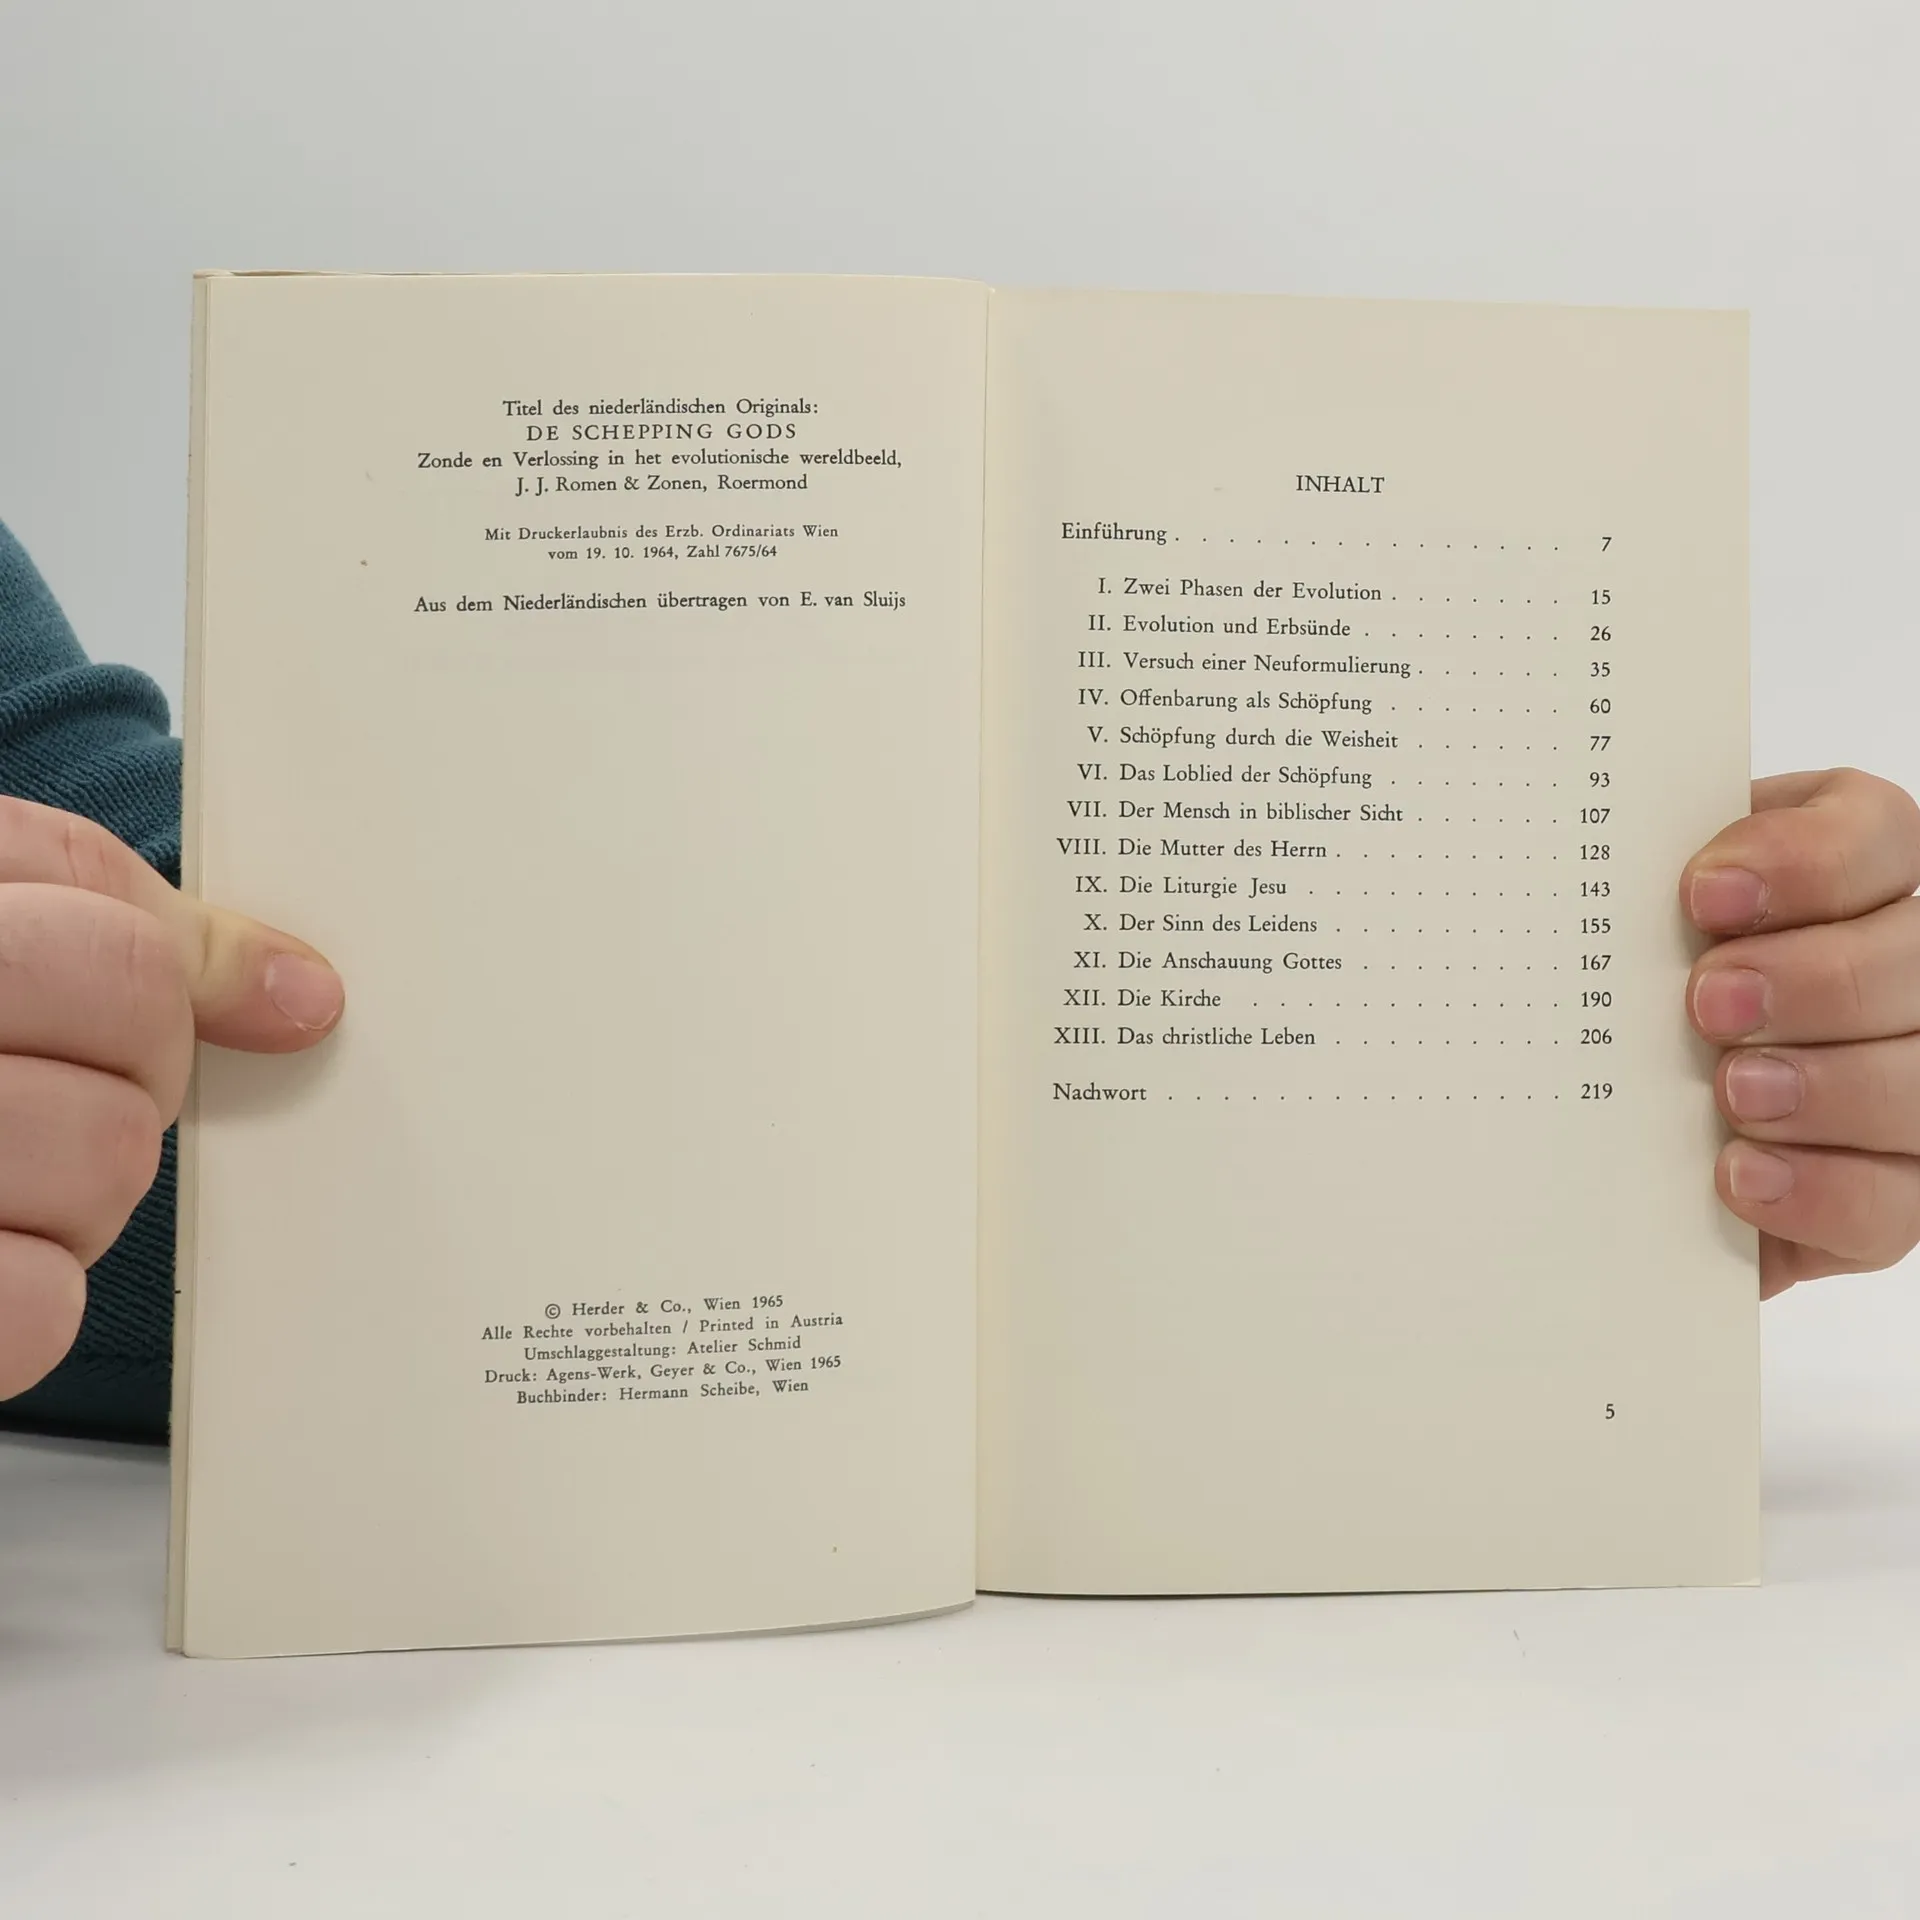 Titel des niederländischen Originals:
DE SCHEPPING GODS
Zonde en Verlossing in het evolutionische wereldbeeld,
J. J. Romen & Zonen, Roermond
Mit Druckerlaubnis des Erzb. Ordinariats Wien
vom 19. 10. 1964, Zahl 7675/64
Aus dem Niederländischen übertragen von E. van Sluijs
© Herder & Co., Wien 1965
Alle Rechte vorbehalten / Printed in Austria
Umschlaggestaltung: Atelier Schmid
Druck: Agens-Werk, Geyer & Co., Wien 1965
Buchbinder: Hermann Scheibe, Wien
INHALT
Einführung . . . . . . . . . . . . . . . 7
I. Zwei Phasen der Evolution . . . . . . . 15
II. Evolution und Erbsünde . . . . . . . . 26
III. Versuch einer Neuformulierung . . . . . . 35
IV. Offenbarung als Schöpfung . . . . . . . 60
V. Schöpfung durch die Weisheit . . . . . . 77
VI. Das Loblied der Schöpfung . . . . . . . 93
VII. Der Mensch in biblischer Sicht . . . . . . 107
VIII. Die Mutter des Herrn . . . . . . . . . 128
IX. Die Liturgie Jesu . . . . . . . . . . 143
X. Der Sinn des Leidens . . . . . . . . . 155
XI. Die Anschauung Gottes . . . . . . . . 167
XII. Die Kirche . . . . . . . . . . . . 190
XIII. Das christliche Leben . . . . . . . . . 206
Nachwort . . . . . . . . . . . . . . . 219
5